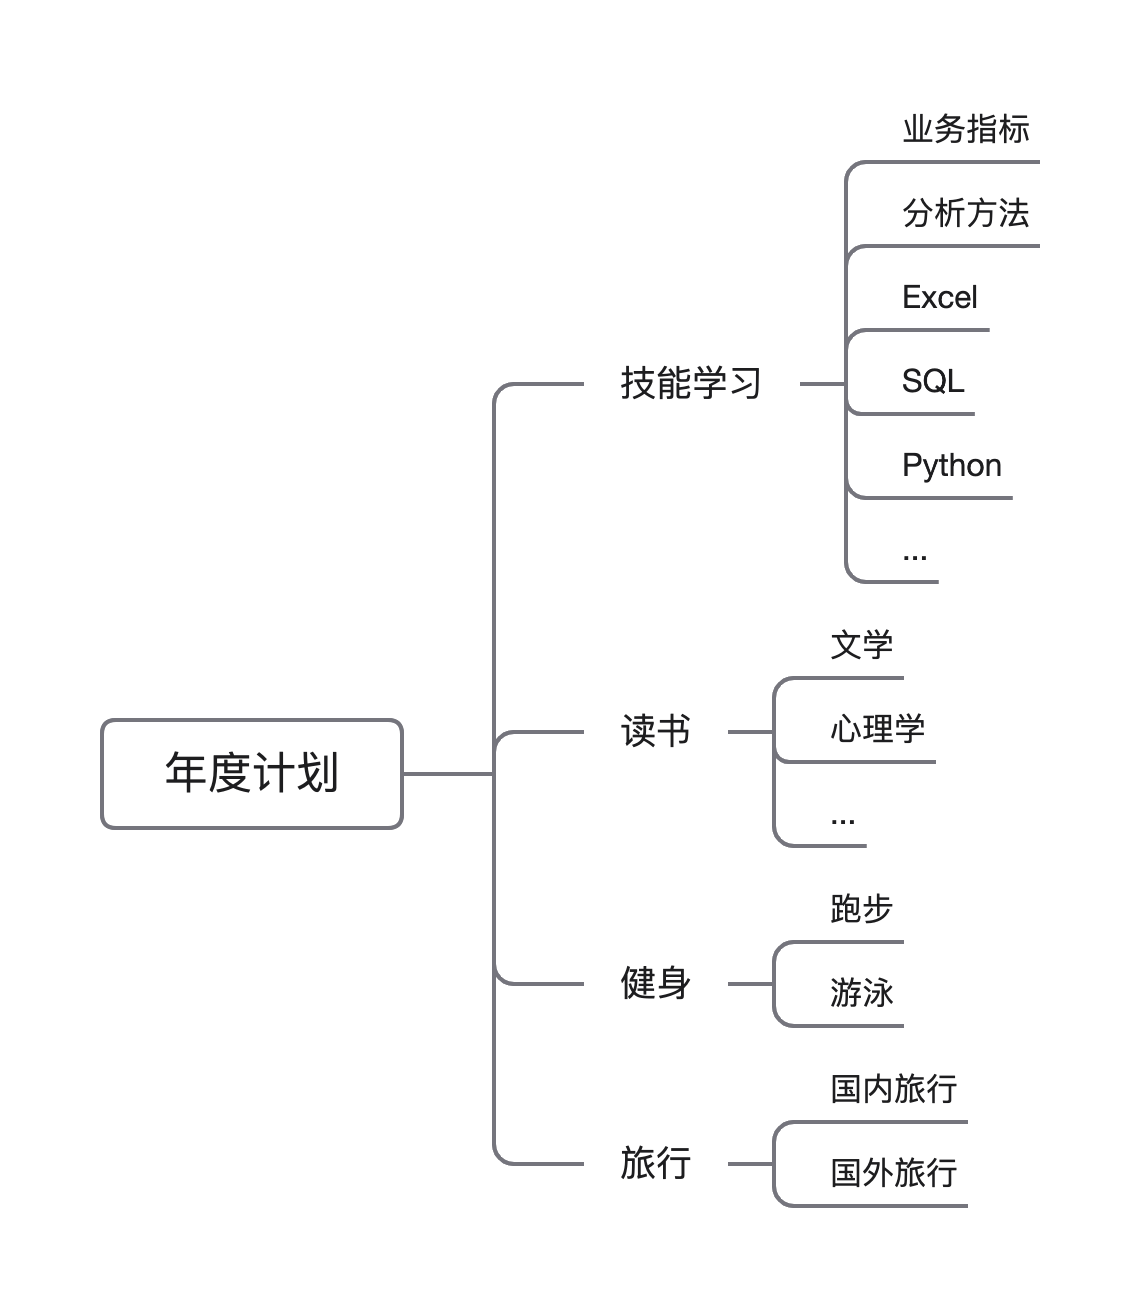 年度计划
技能学习
业务指标
分析方法
Excel
SQL
Python
...
读书
文学
心理学
...
健身
跑步
游泳
旅行
国内旅行
国外旅行